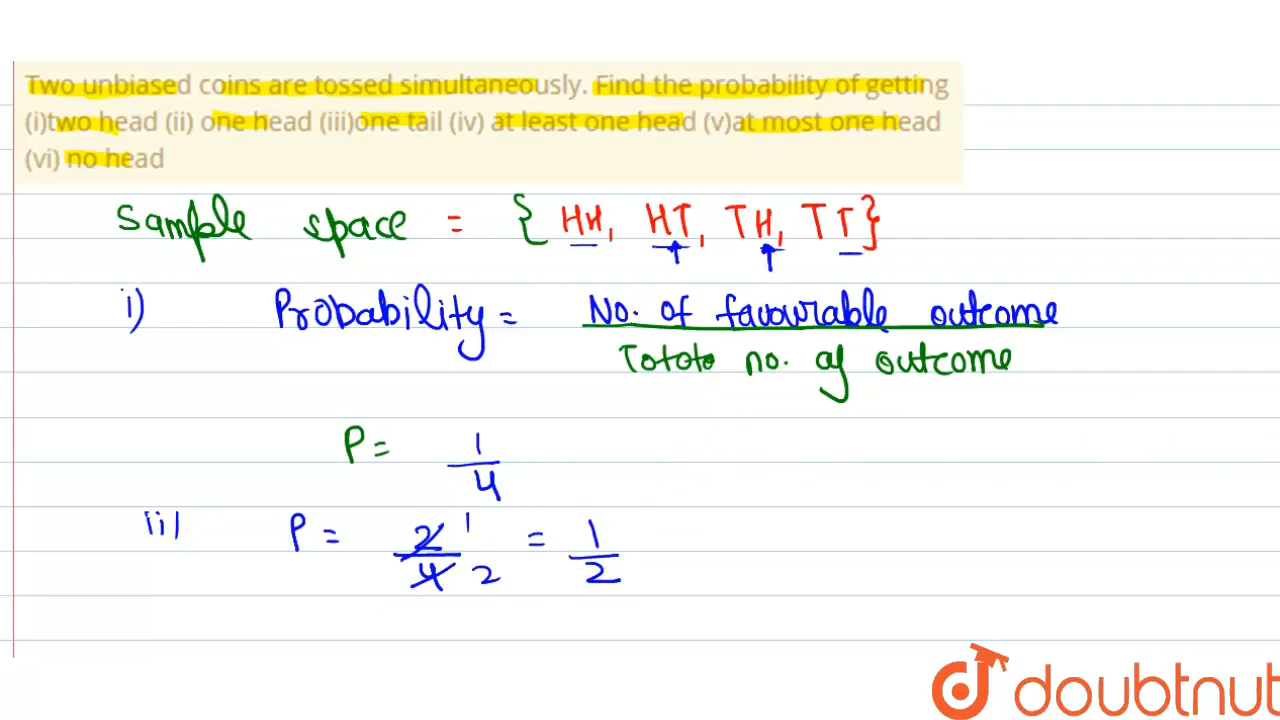 Two unbiased coins are tossed simultaneously. Find the probability of getting
(i)two head (ii) one head (iii)one tail (iv) at least one head (v)at most one head
(vi) no head
Sample space = { HH, HT, TH, TT}
i) Probability = No. of favourable outcome
Tototo no. of outcome
P = 1
4
ii) P = 2 1 = 1
4 2 2
doubtnut